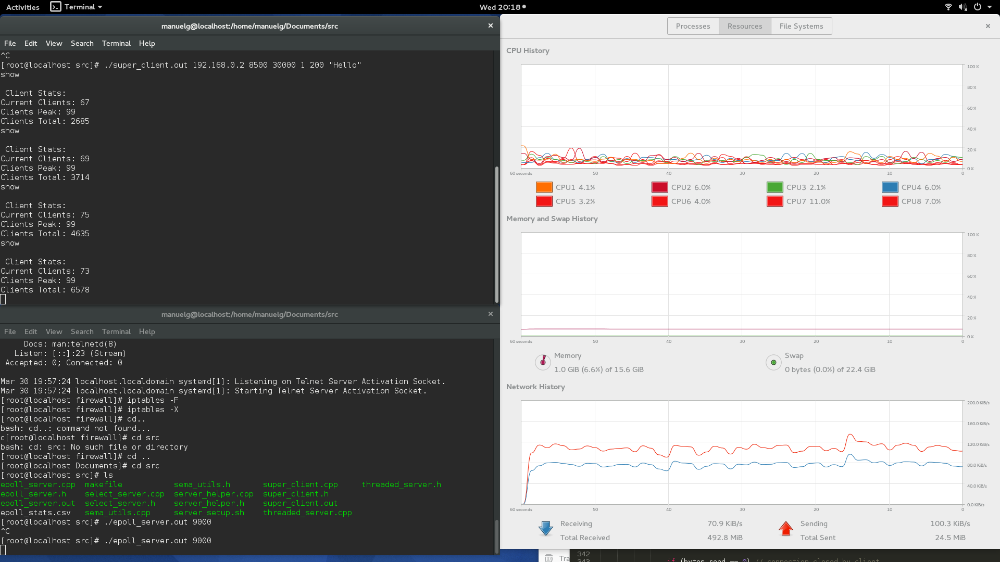 Activities Terminal Wed 20:18
manuelg@localhost:/home/manuelg/Documents/src
File Edit View Search Terminal Help
^C
[root@localhost src]# ./super_client.out 192.168.0.2 8500 30000 1 200 "Hello"
show
Client Stats:
Current Clients: 67
Clients Peak: 99
Clients Total: 2685
show
Client Stats:
Current Clients: 69
Clients Peak: 99
Clients Total: 3714
show
Client Stats:
Current Clients: 75
Clients Peak: 99
Clients Total: 4635
show
Client Stats:
Current Clients: 73
Clients Peak: 99
Clients Total: 6578
manuelg@localhost:/home/manuelg/Documents/src
File Edit View Search Terminal Help
Docs: man:telnetd(8)
Listen: [::]:23 (Stream)
Accepted: 0; Connected: 0
Mar 30 19:57:24 localhost.localdomain systemd[1]: Listening on Telnet Server Activation Socket.
Mar 30 19:57:24 localhost.localdomain systemd[1]: Starting Telnet Server Activation Socket.
[root@localhost firewall]# iptables -F
[root@localhost firewall]# iptables -X
[root@localhost firewall]# cd..
bash: cd..: command not found...
c[root@localhost firewall]# cd src
bash: cd: src: No such file or directory
[root@localhost firewall]# cd ..
[root@localhost Documents]# cd src
[root@localhost src]# ls
epoll_server.cpp makefile sema_utils.h super_client.cpp threaded_server.h
epoll_server.h select_server.cpp server_helper.cpp super_client.h
epoll_server.out select_server.h server_helper.h super_client.out
epoll_stats.csv sema_utils.cpp server_setup.sh threaded_server.cpp
[root@localhost src]# ./epoll_server.out 9000
^C
[root@localhost src]# ./epoll_server.out 9000
Processes Resources File Systems
CPU History
100 %
80 %
60 %
40 %
20 %
0 %
60 seconds 50 40 30 20 10 0
CPU1 4.1% CPU2 6.0% CPU3 2.1% CPU4 6.0%
CPU5 3.2% CPU6 4.0% CPU7 11.0% CPU8 7.0%
Memory and Swap History
100 %
80 %
60 %
40 %
20 %
0 %
60 seconds 50 40 30 20 10 0
Memory Swap
1.0 GiB (6.6%) of 15.6 GiB 0 bytes (0.0%) of 22.4 GiB
Network History
200.0 KiB/s
160.0 KiB/s
120.0 KiB/s
80.0 KiB/s
40.0 KiB/s
0.0 KiB/s
60 seconds 50 40 30 20 10 0
Receiving 70.9 KiB/s Sending 100.3 KiB/s
Total Received 492.8 MiB Total Sent 24.5 MiB
342
Tra 343 if (bytes_read == 0) // connection closed by client